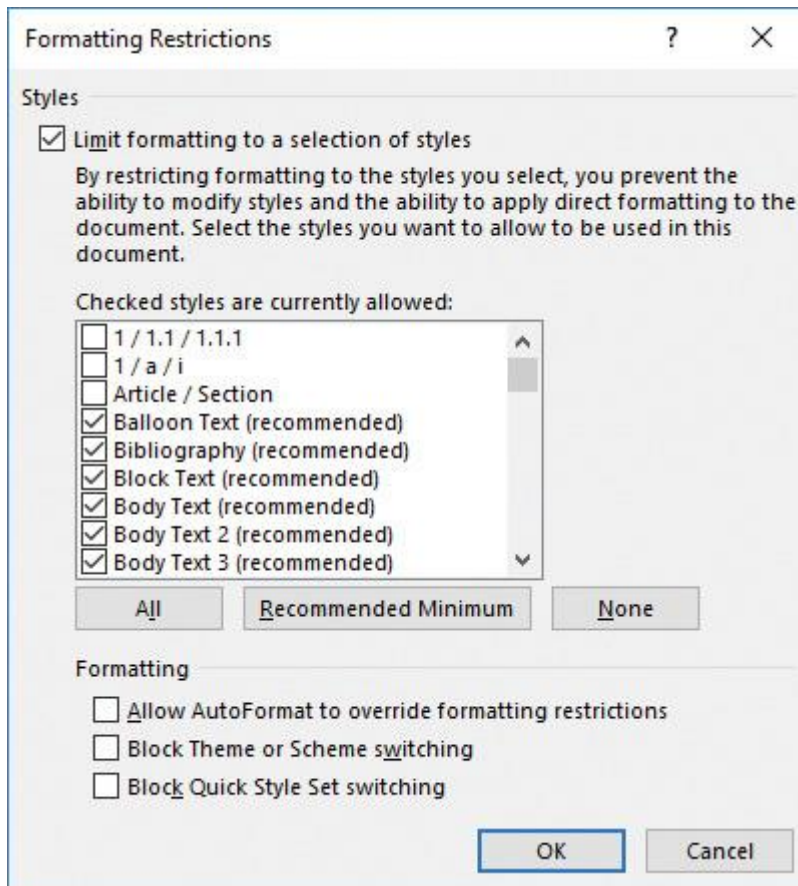 Formatting Restrictions ?
Styles
Limit formatting to a selection of styles
By restricting formatting to the styles you select, you prevent the
ability to modify styles and the ability to apply direct formatting to the
document. Select the styles you want to allow to be used in this
document.
Checked styles are currently allowed:
1 / 1.1 / 1.1.1
1 / a / i
Article / Section
Balloon Text (recommended)
Bibliography (recommended)
Block Text (recommended)
Body Text (recommended)
Body Text 2 (recommended)
Body Text 3 (recommended)
All Recommended Minimum None
Formatting
Allow AutoFormat to override formatting restrictions
Block Theme or Scheme switching
Block Quick Style Set switching
OK Cancel